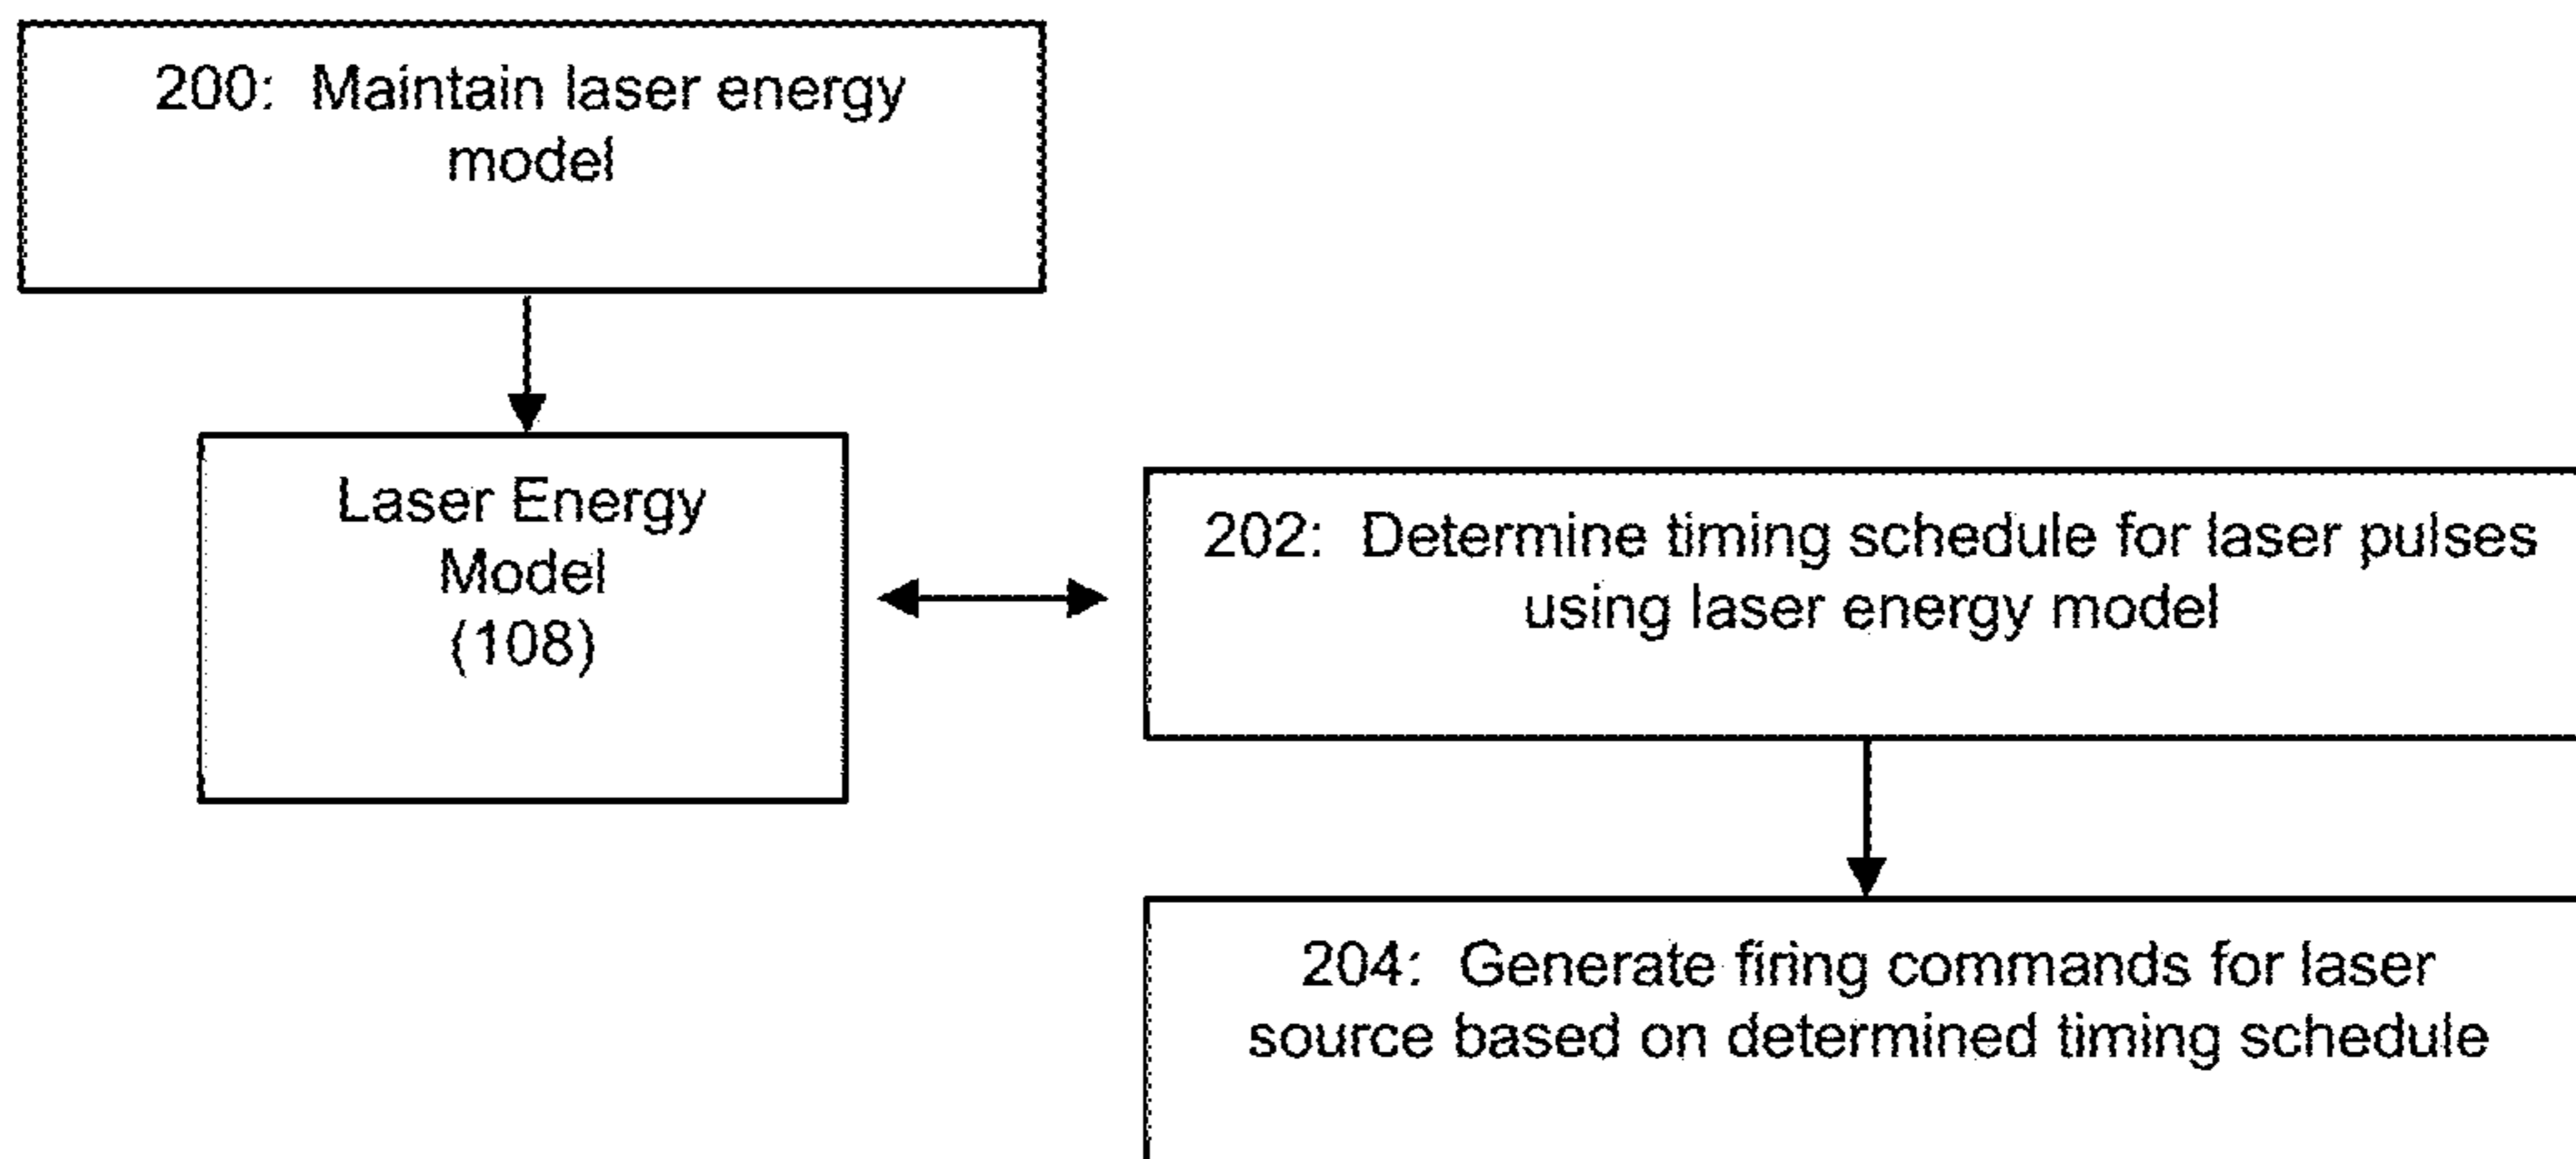 200: Maintain laser energy
model
Laser Energy
Model
(108)
202: Determine timing schedule for laser pulses
using laser energy model
204: Generate firing commands for laser
source based on determined timing schedule